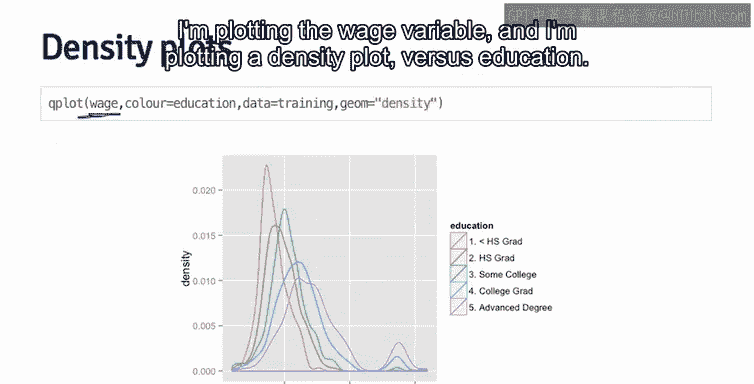 I'm plotting the wage variable, and I'm
Density plots
plotting a density plot, versus education.
qplot(wage,colour=education,data=training,geom="density")
0.020
0.015
0.010
0.005
0.000
density
education
1. < HS Grad
2. HS Grad
3. Some College
4. College Grad
5. Advanced Degree